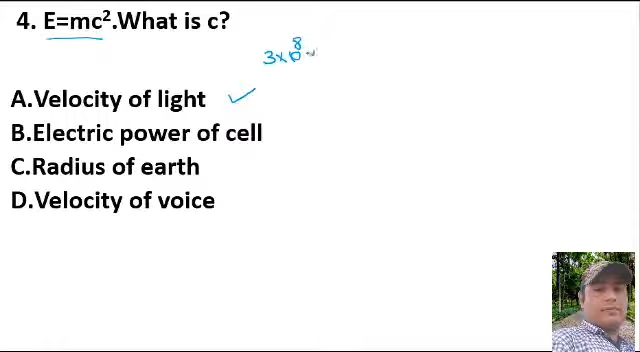 4. E=mc².What is c?
3×10⁸
A.Velocity of light
B.Electric power of cell
C.Radius of earth
D.Velocity of voice